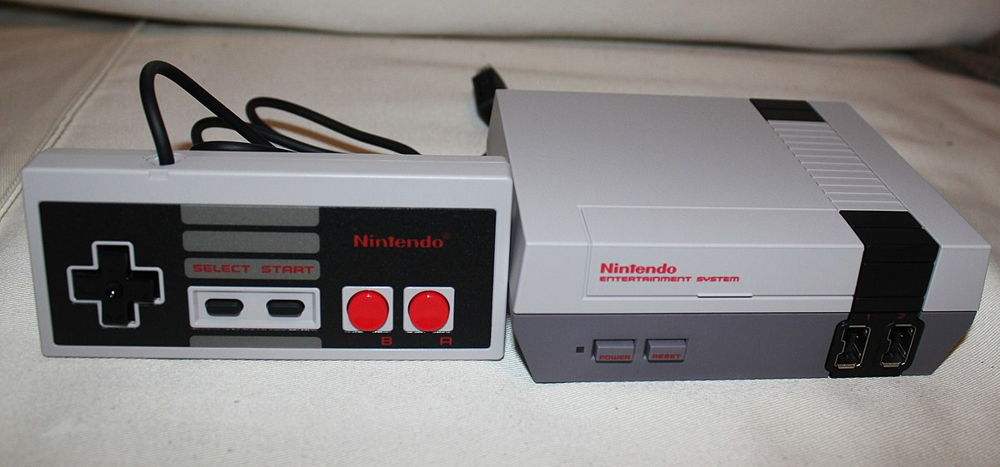 Nintendo®
SELECT START
B A
Nintendo
ENTERTAINMENT SYSTEM
1 2
POWER RESET